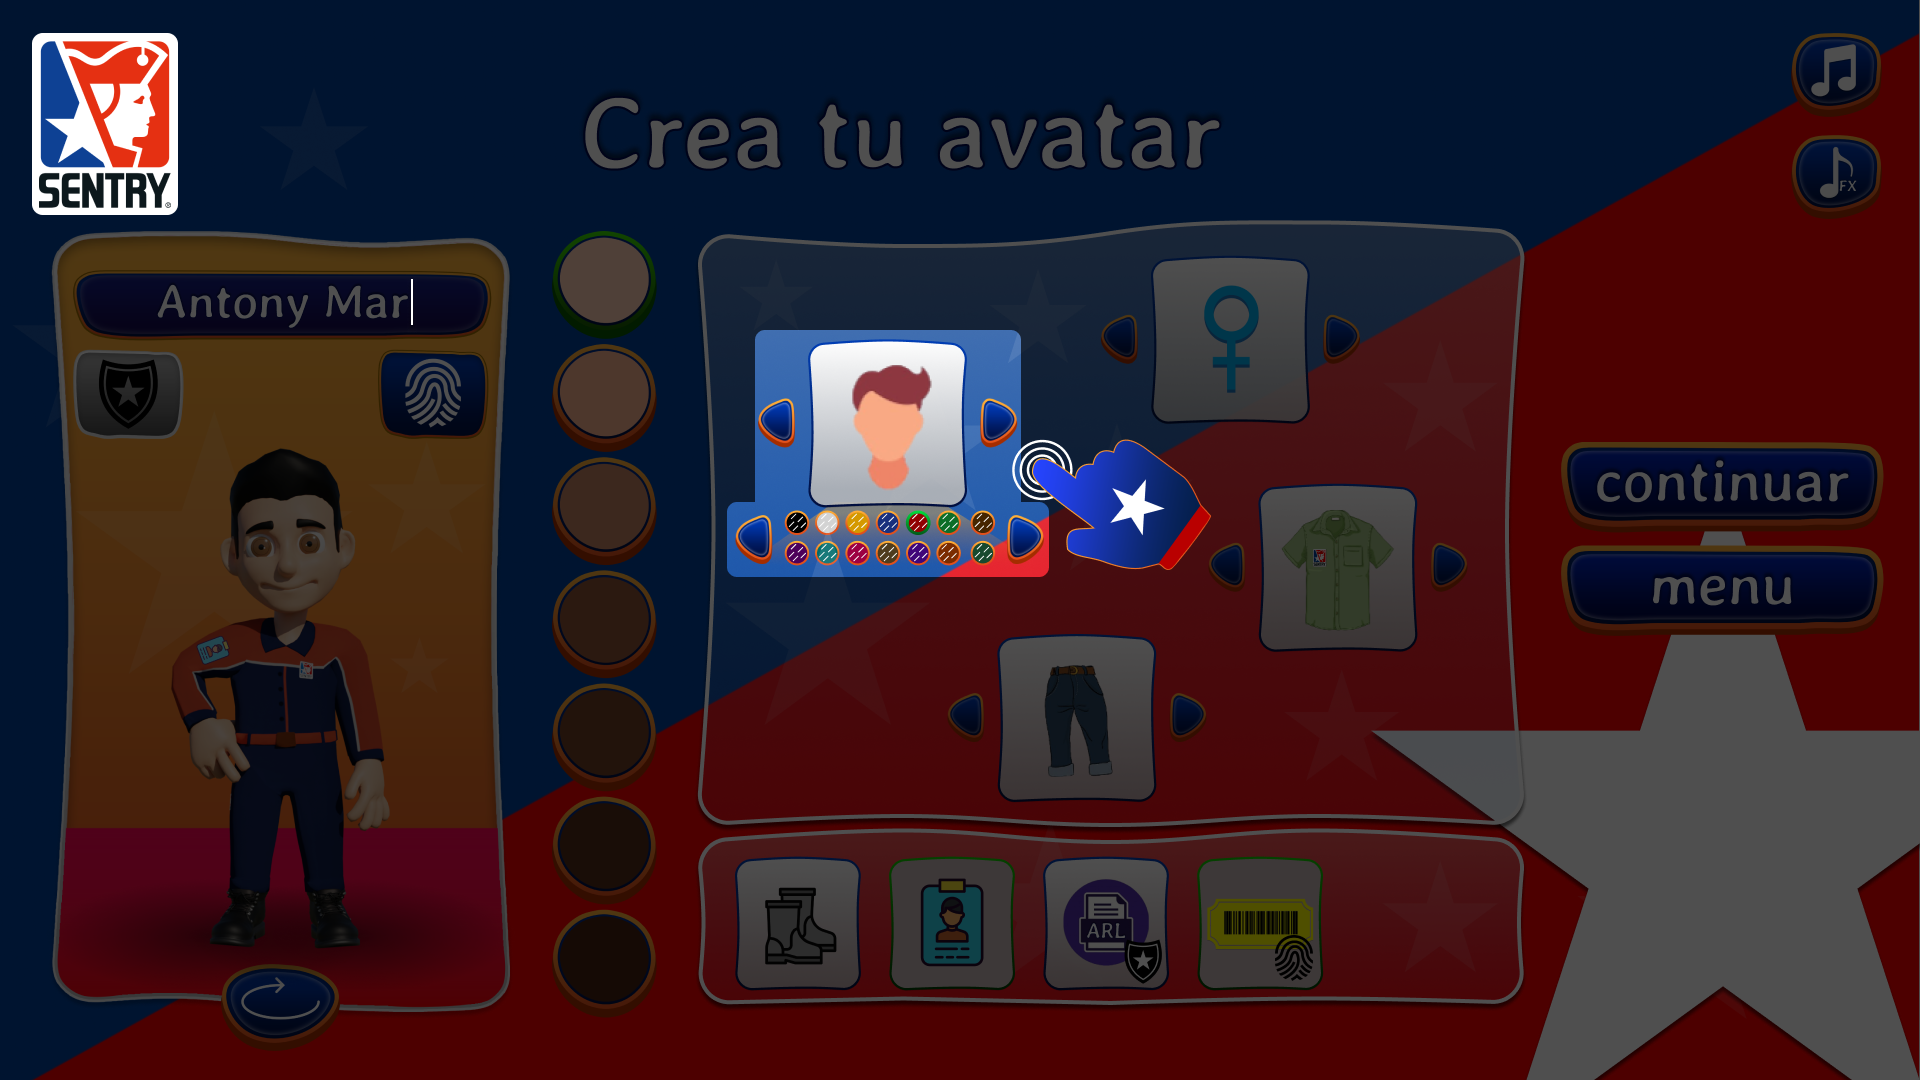 SENTRY®
Crea tu avatar
FX
Antony Mar
continuar
menu
ARL